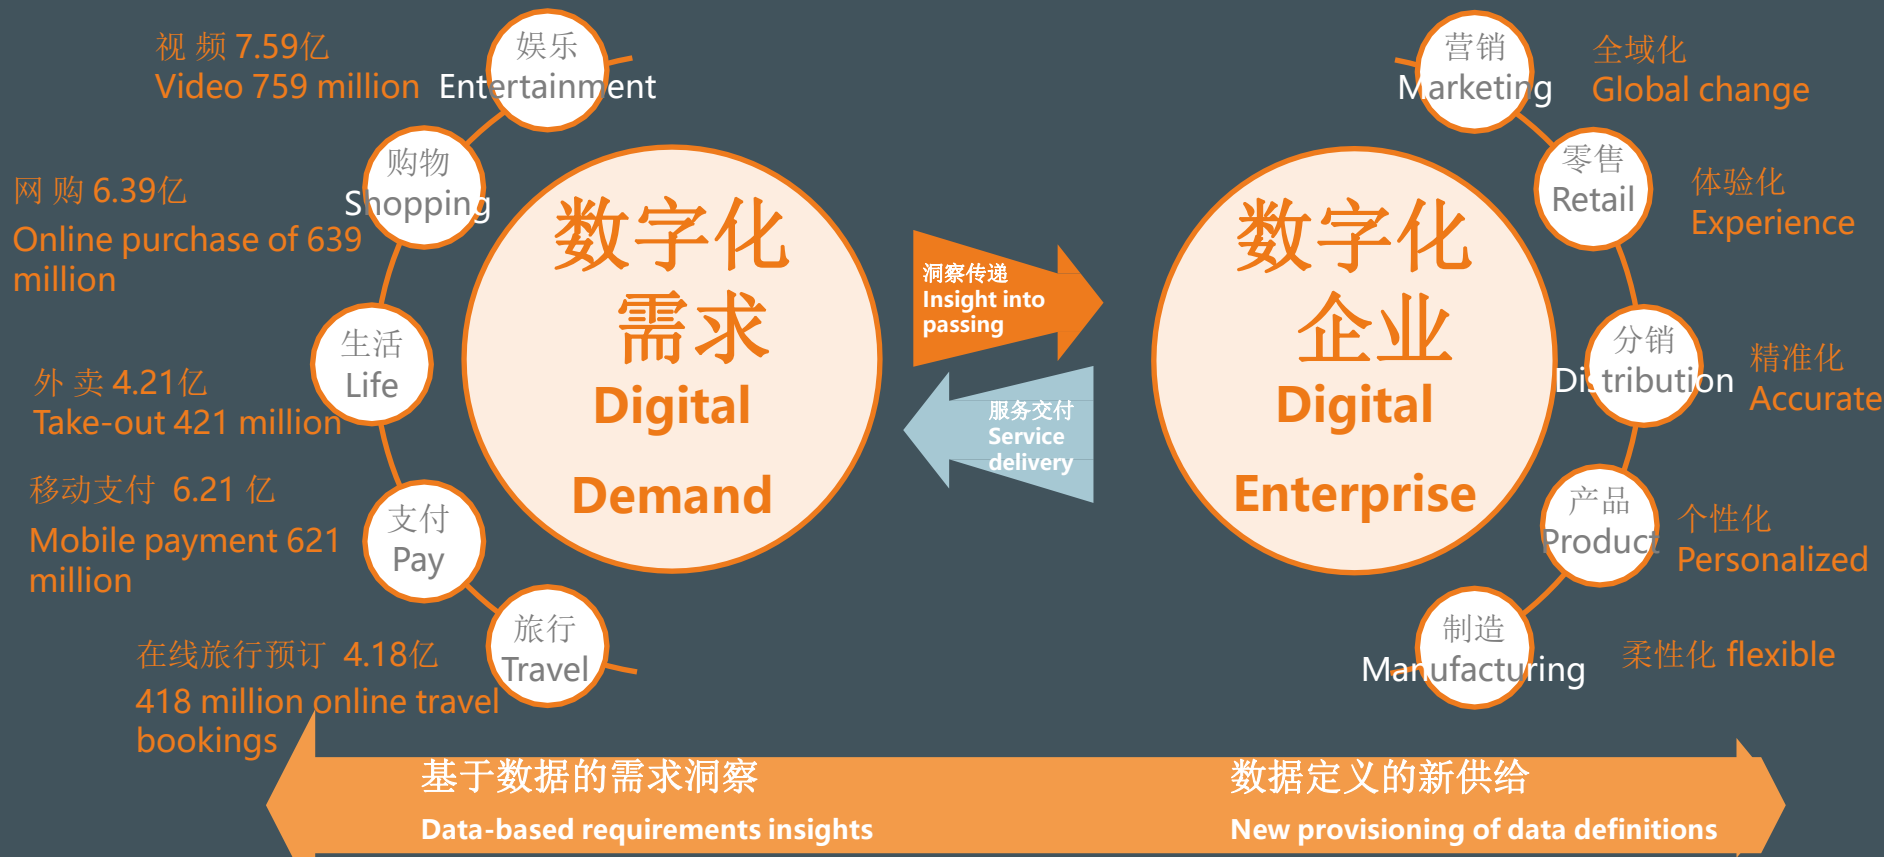 视 频 7.59亿
Video 759 million
娱乐
Entertainment
购物
Shopping
网 购 6.39亿
Online purchase of 639
million
生活
Life
外 卖 4.21亿
Take-out 421 million
移动支付 6.21 亿
Mobile payment 621
million
支付
Pay
旅行
Travel
在线旅行预订 4.18亿
418 million online travel
bookings
数字化
需求
Digital
Demand
洞察传递
Insight into
passing
服务交付
Service
delivery
数字化
企业
Digital
Enterprise
营销
Marketing
全域化
Global change
零售
Retail
体验化
Experience
分销
Distribution
精准化
Accurate
产品
Product
个性化
Personalized
制造
Manufacturing
柔性化 flexible
基于数据的需求洞察
Data-based requirements insights
数据定义的新供给
New provisioning of data definitions